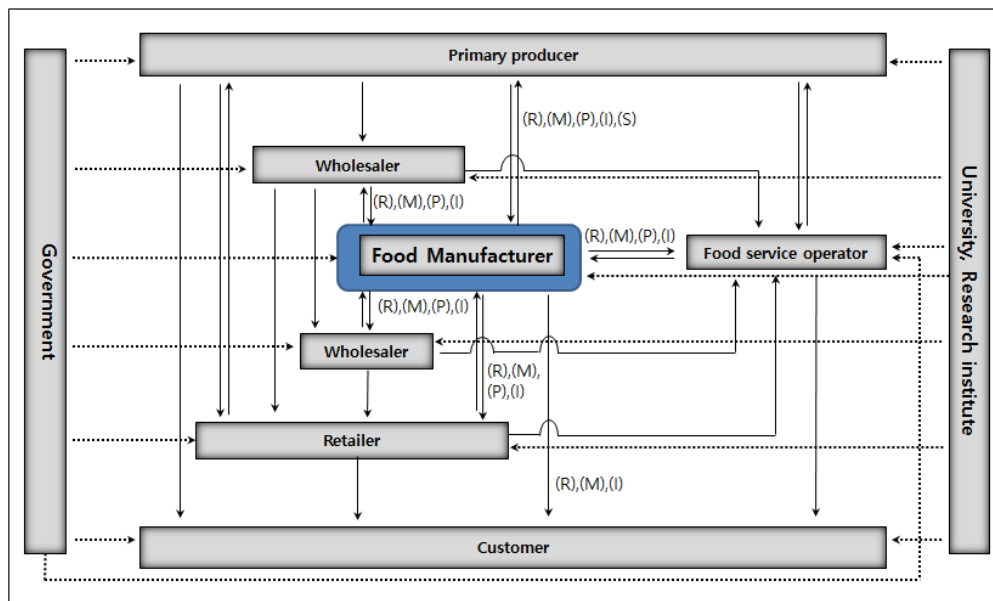 Primary producer
(R),(M),(P),(I),(S)
Wholesaler
(R),(M),(P),(I)
Government
Food Manufacturer
(R),(M),(P),(I)
Food service operator
University, Research institute
(R),(M),(P),(I)
Wholesaler
(R),(M),
(P),(I)
Retailer
(R),(M),(I)
Customer